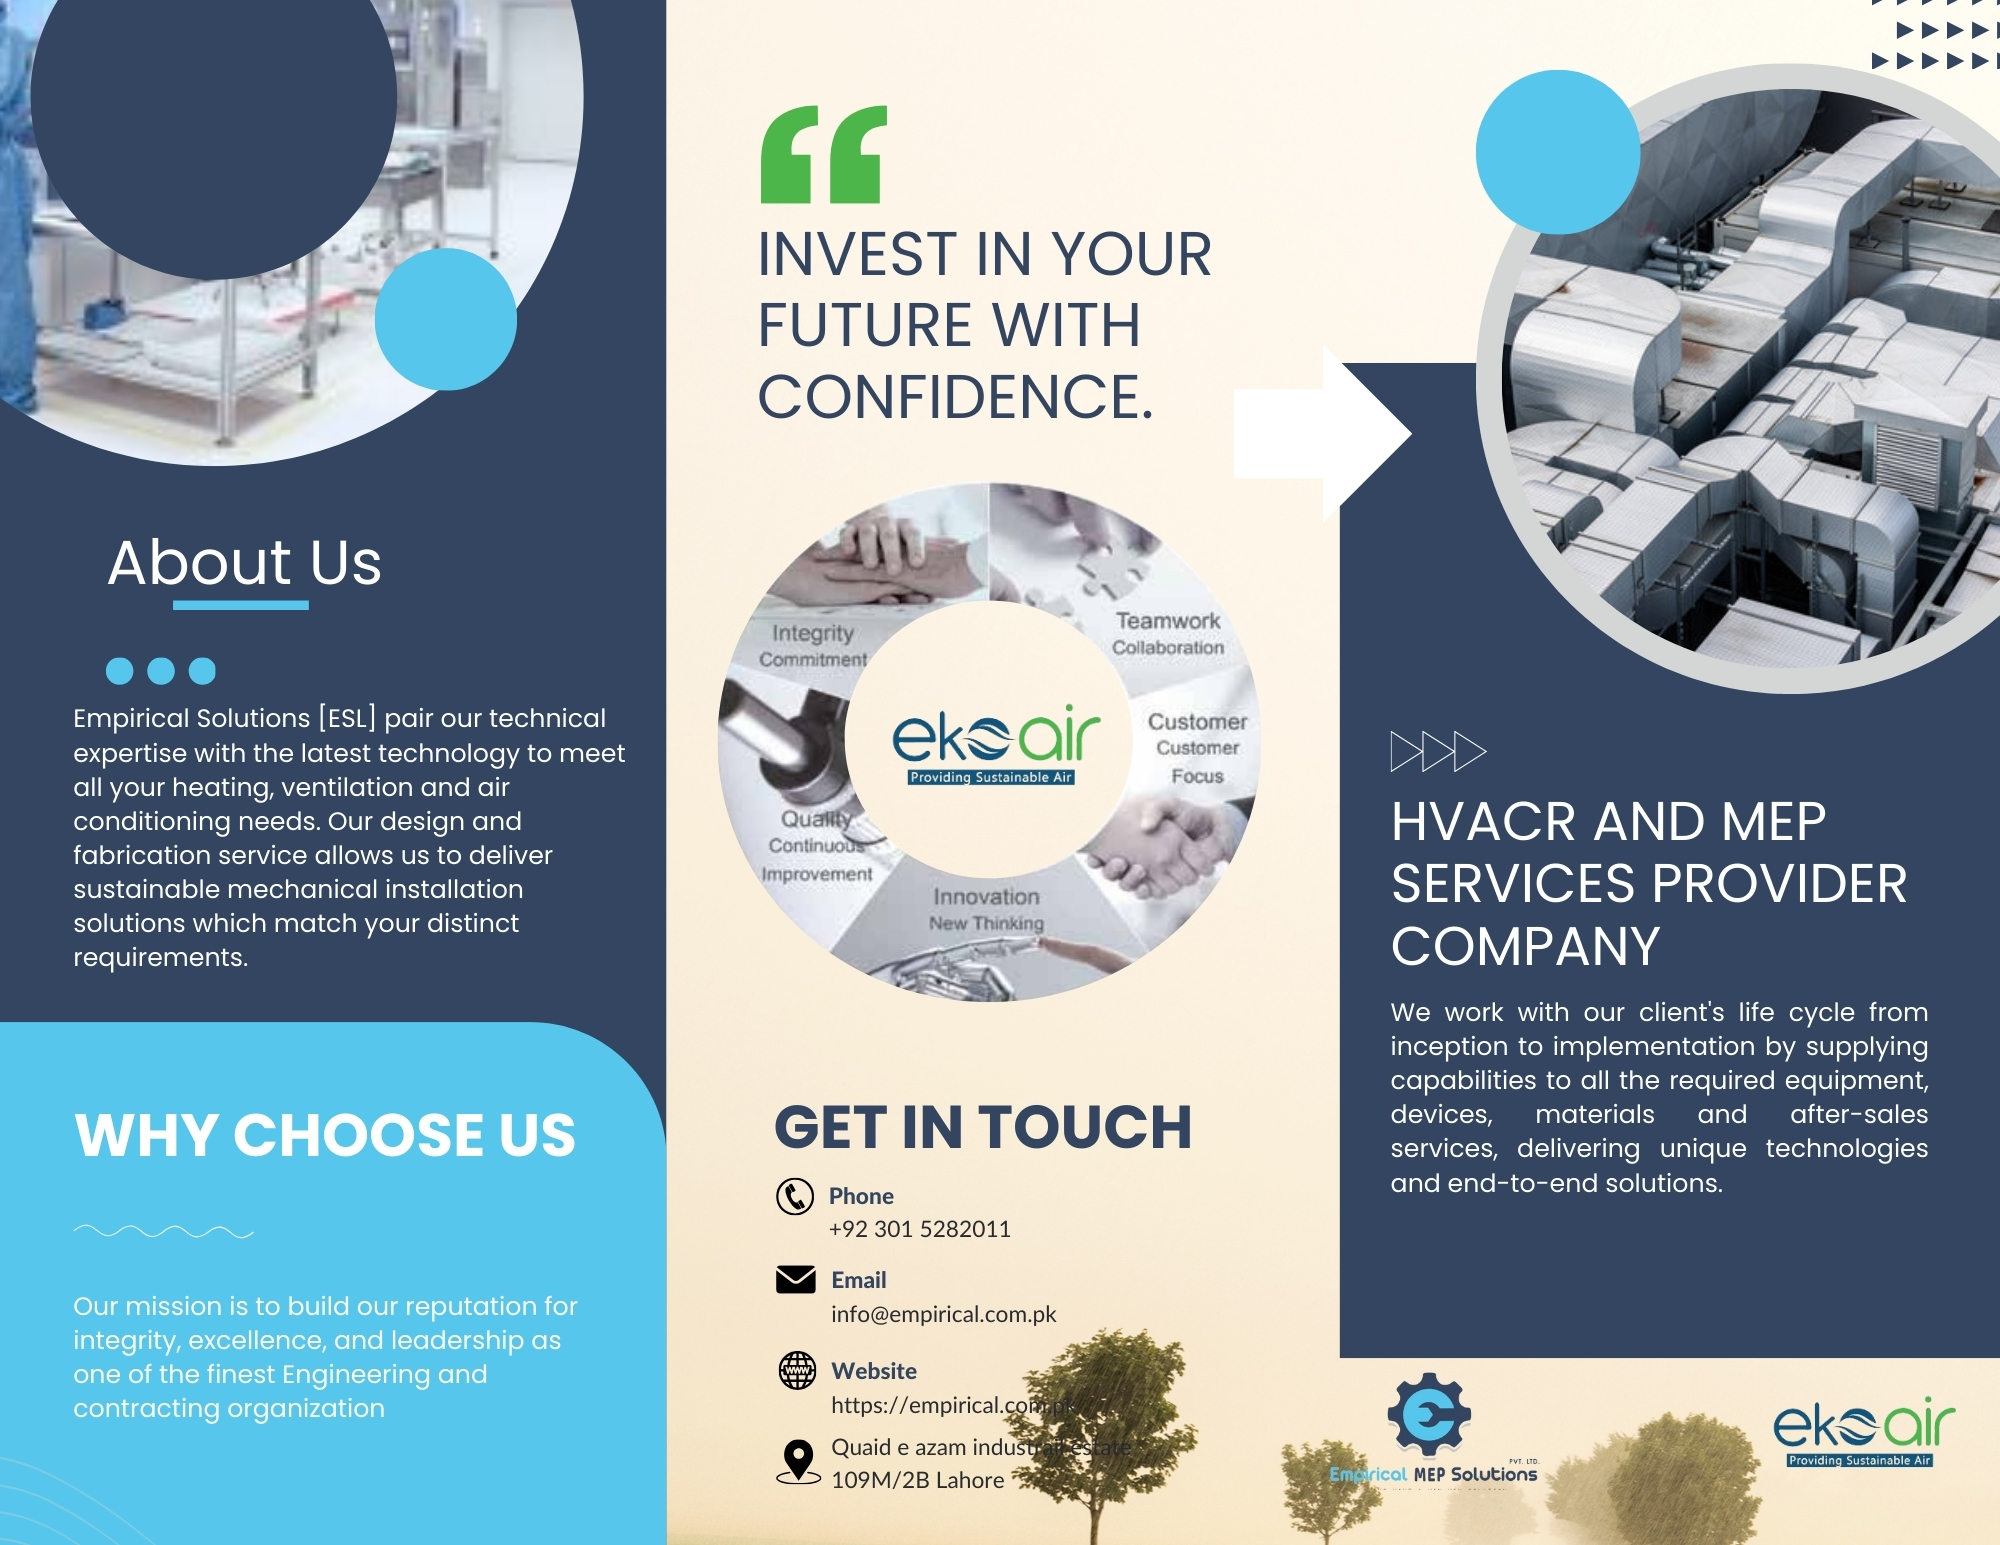 About Us
Empirical Solutions [ESL] pair our technical
expertise with the latest technology to meet
all your heating, ventilation and air
conditioning needs. Our design and
fabrication service allows us to deliver
sustainable mechanical installation
solutions which match your distinct
requirements.
WHY CHOOSE US
Our mission is to build our reputation for
integrity, excellence, and leadership as
one of the finest Engineering and
contracting organization
INVEST IN YOUR
FUTURE WITH
CONFIDENCE.
Integrity
Commitment
Teamwork
Collaboration
Customer
Customer
Focus
Quality
Continuous
Improvement
Innovation
New Thinking
eko air
Providing Sustainable Air
GET IN TOUCH
Phone
+92 301 5282011
Email
info@empirical.com.pk
WWW
Website
https://empirical.com.pk
Quaid e azam industrail estate
109M/2B Lahore
HVACR AND MEP
SERVICES PROVIDER
COMPANY
We work with our client's life cycle from
inception to implementation by supplying
capabilities to all the required equipment,
devices, materials and after-sales
services, delivering unique technologies
and end-to-end solutions.
PVT. LTD.
Empirical MEP Solutions
eko air
Providing Sustainable Air